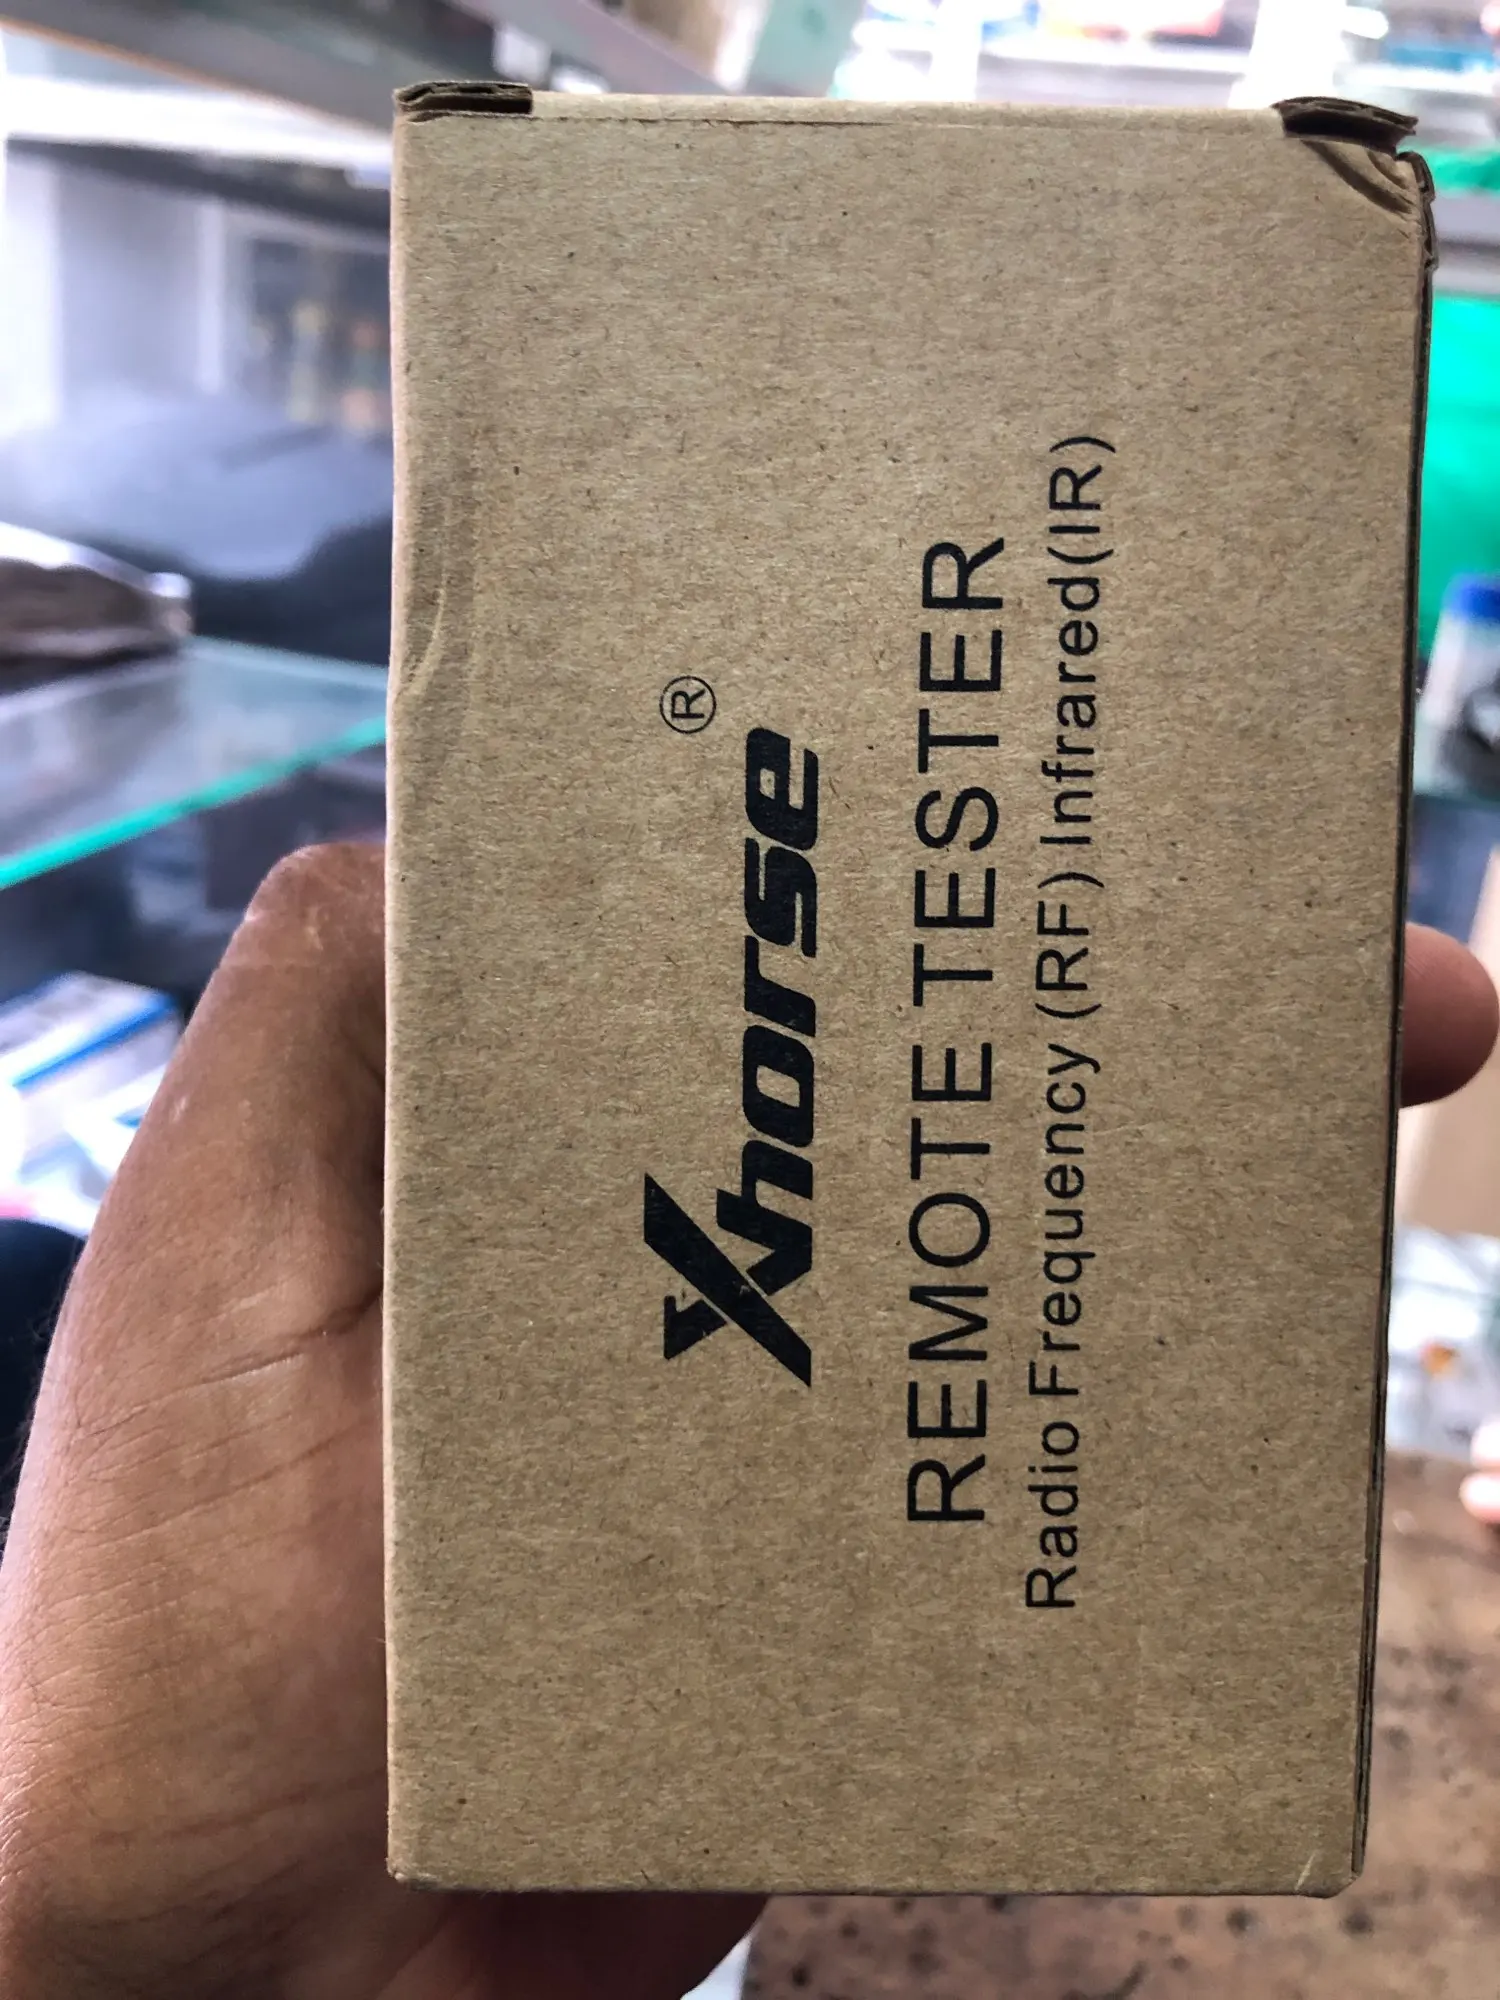 Xhorse®
REMOTE TESTER
Radio Frequency (RF) Infrared(IR)